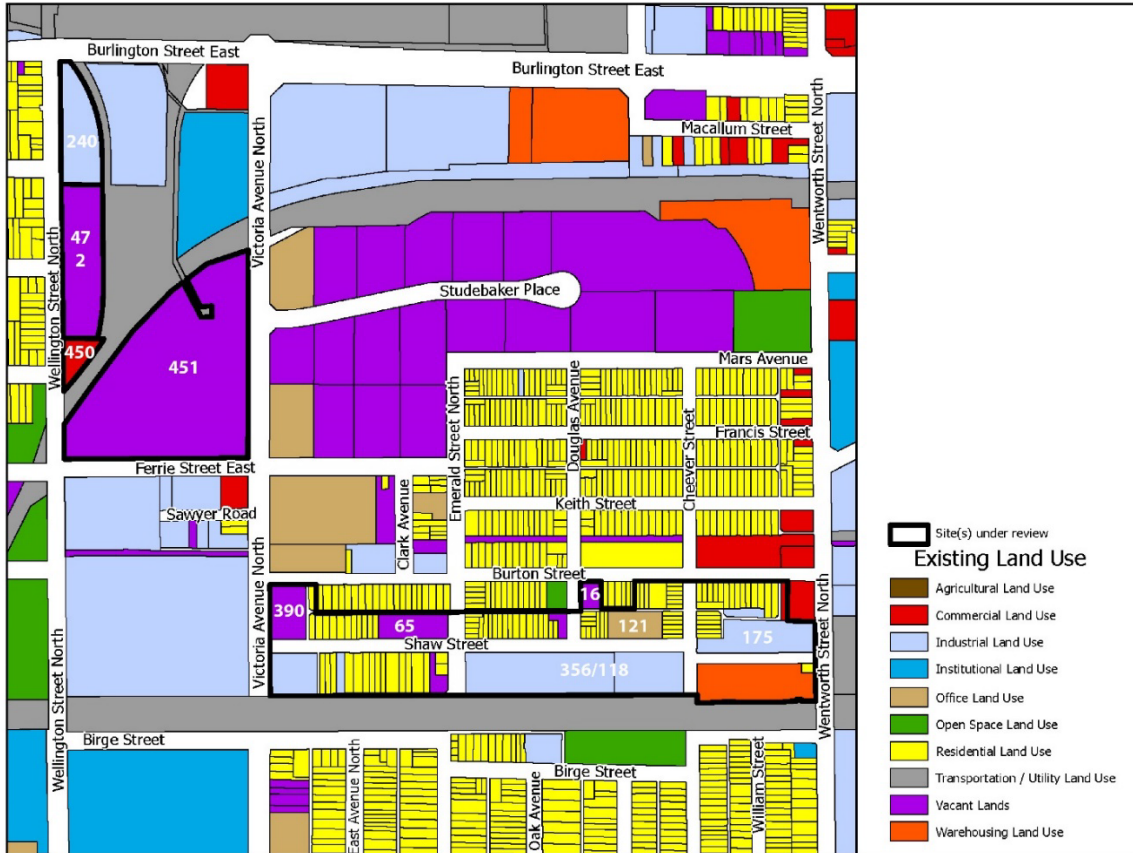 Burlington Street East
Burlington Street East
240
Victoria Avenue North
Macallum Street
Wentworth Street North
47
2
Wellington Street North
Studebaker Place
450
451
Mars Avenue
Emerald Street North
Douglas Avenue
Cheever Street
Francis Street
Ferrie Street East
Keith Street
Sawyer Road
Clark Avenue
Burton Street
Victoria Avenue North
390
65
16
121
175
Shaw Street
356/118
Wentworth Street North
Wellington Street North
Birge Street
Birge Street
East Avenue North
Oak Avenue
William Street
Site(s) under review
Existing Land Use
Agricultural Land Use
Commercial Land Use
Industrial Land Use
Institutional Land Use
Office Land Use
Open Space Land Use
Residential Land Use
Transportation / Utility Land Use
Vacant Lands
Warehousing Land Use